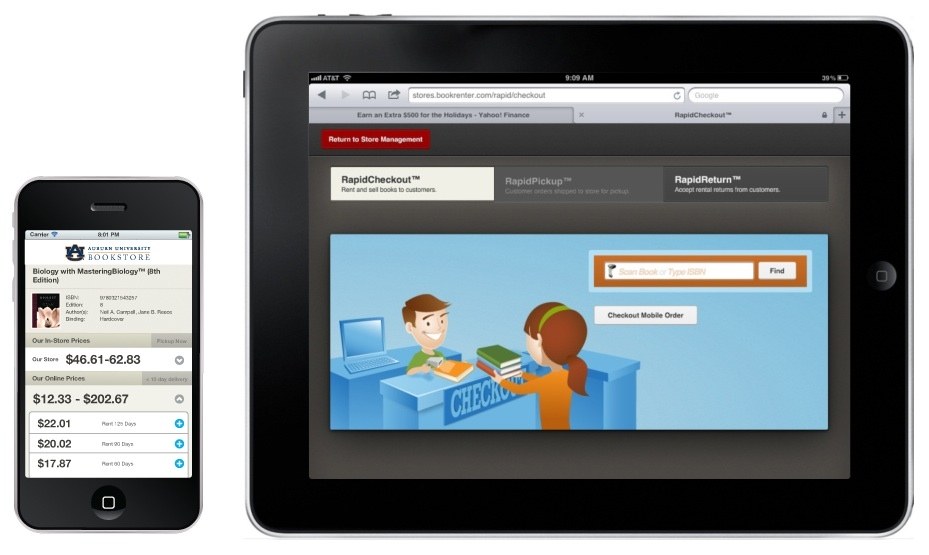 Carrier 8:01 PM
AUBURN UNIVERSITY
BOOKSTORE
Biology with MasteringBiology™ (8th
Edition)
ISBN: 9780321543257
Edition: 8
Author(s): Neil A. Campbell, Jane B. Reece
Binding: Hardcover
Our In-Store Prices Pickup Now
Our Store $46.61-62.83
Our Online Prices < 10 day delivery
$12.33 - $202.67
$22.01 Rent 125 Days
$20.02 Rent 90 Days
$17.87 Rent 60 Days
AT&T 9:09 AM 39%
stores.bookrenter.com/rapid/checkout Google
Earn an Extra $500 for the Holidays - Yahoo! Finance RapidCheckout™
Return to Store Management
RapidCheckout™ RapidPickup™ RapidReturn™
Rent and sell books to customers. Customer orders shipped to store for pickup. Accept rental returns from customers.
Scan Book or Type ISBN Find
Checkout Mobile Order
CHECKOUT